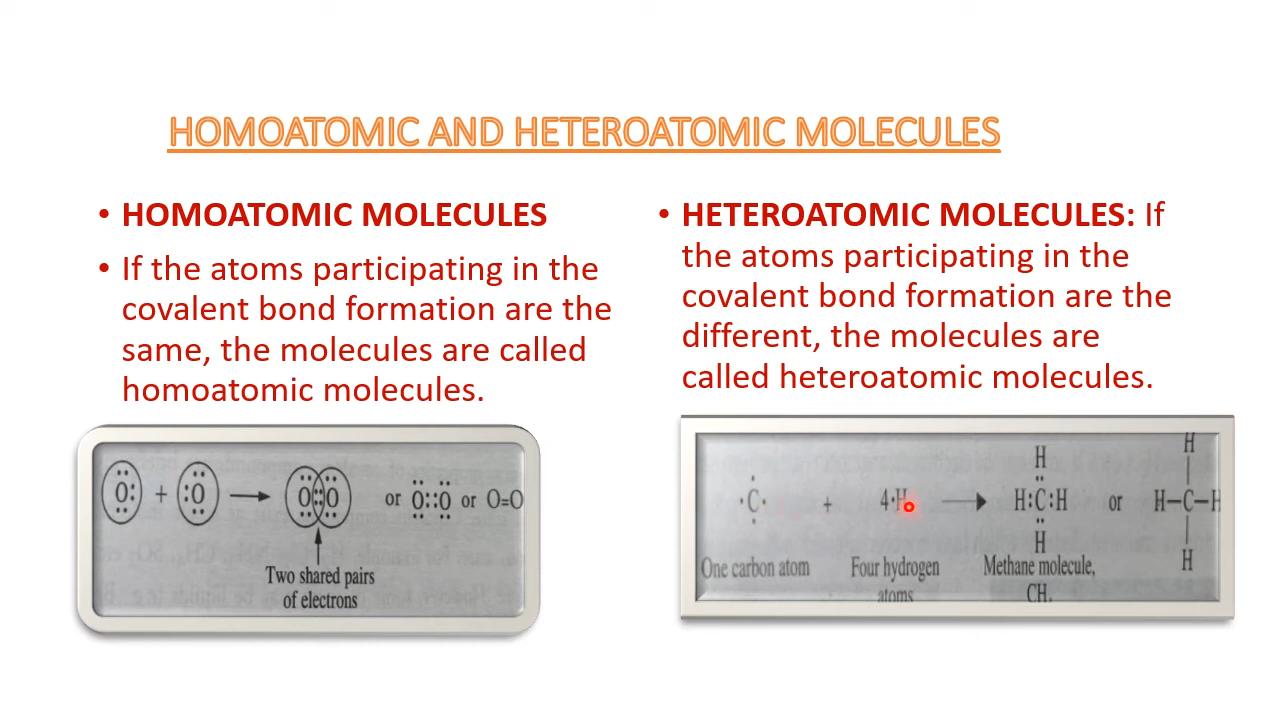 HOMOATOMIC AND HETEROATOMIC MOLECULES
• HOMOATOMIC MOLECULES
• If the atoms participating in the
covalent bond formation are the
same, the molecules are called
homoatomic molecules.
O + O → OO or O::O or O=O
Two shared pairs
of electrons
• HETEROATOMIC MOLECULES: If
the atoms participating in the
covalent bond formation are the
different, the molecules are
called heteroatomic molecules.
H H
·C· + 4·H → H:C:H or H–C–H
H H
One carbon atom Four hydrogen Methane molecule,
atoms CH